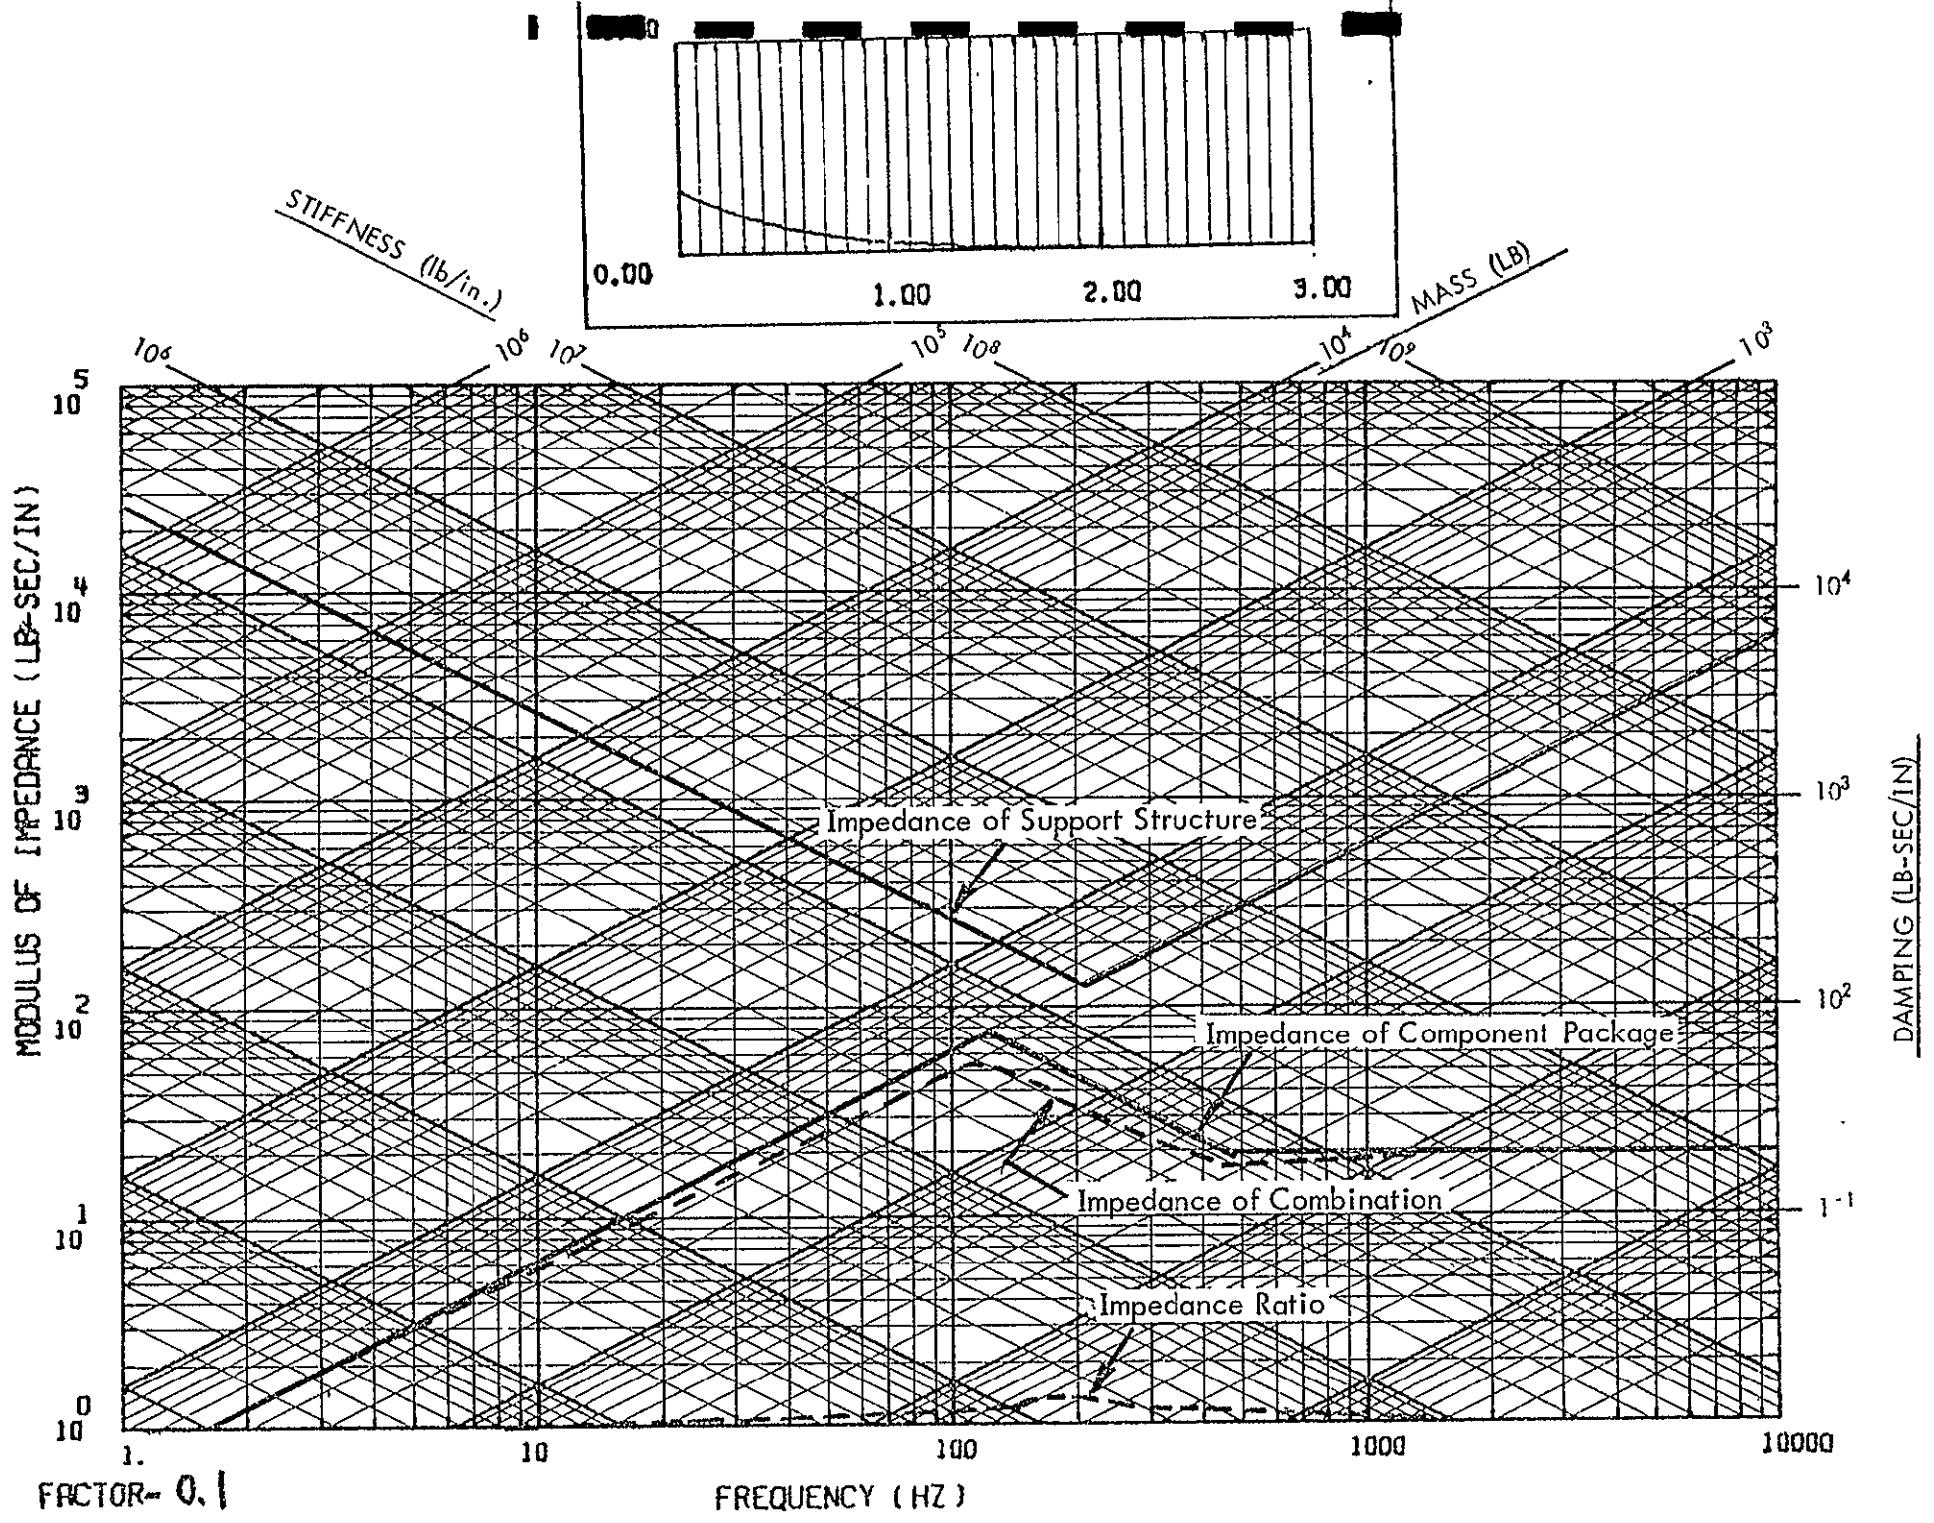 0.00
1.00
2.00
3.00
STIFFNESS (lb/in.)
MASS (LB)
10⁶
10⁶
10⁷
10⁵
10⁸
10⁴
10⁹
10³
10⁵
10⁴
10³
10²
10¹
10⁰
MODULUS OF IMPEDANCE (LB-SEC/IN)
10⁴
10³
10²
1⁻¹
DAMPING (LB-SEC/IN)
Impedance of Support Structure
Impedance of Component Package
Impedance of Combination
Impedance Ratio
1.
10
100
1000
10000
FACTOR- 0.1
FREQUENCY (HZ)